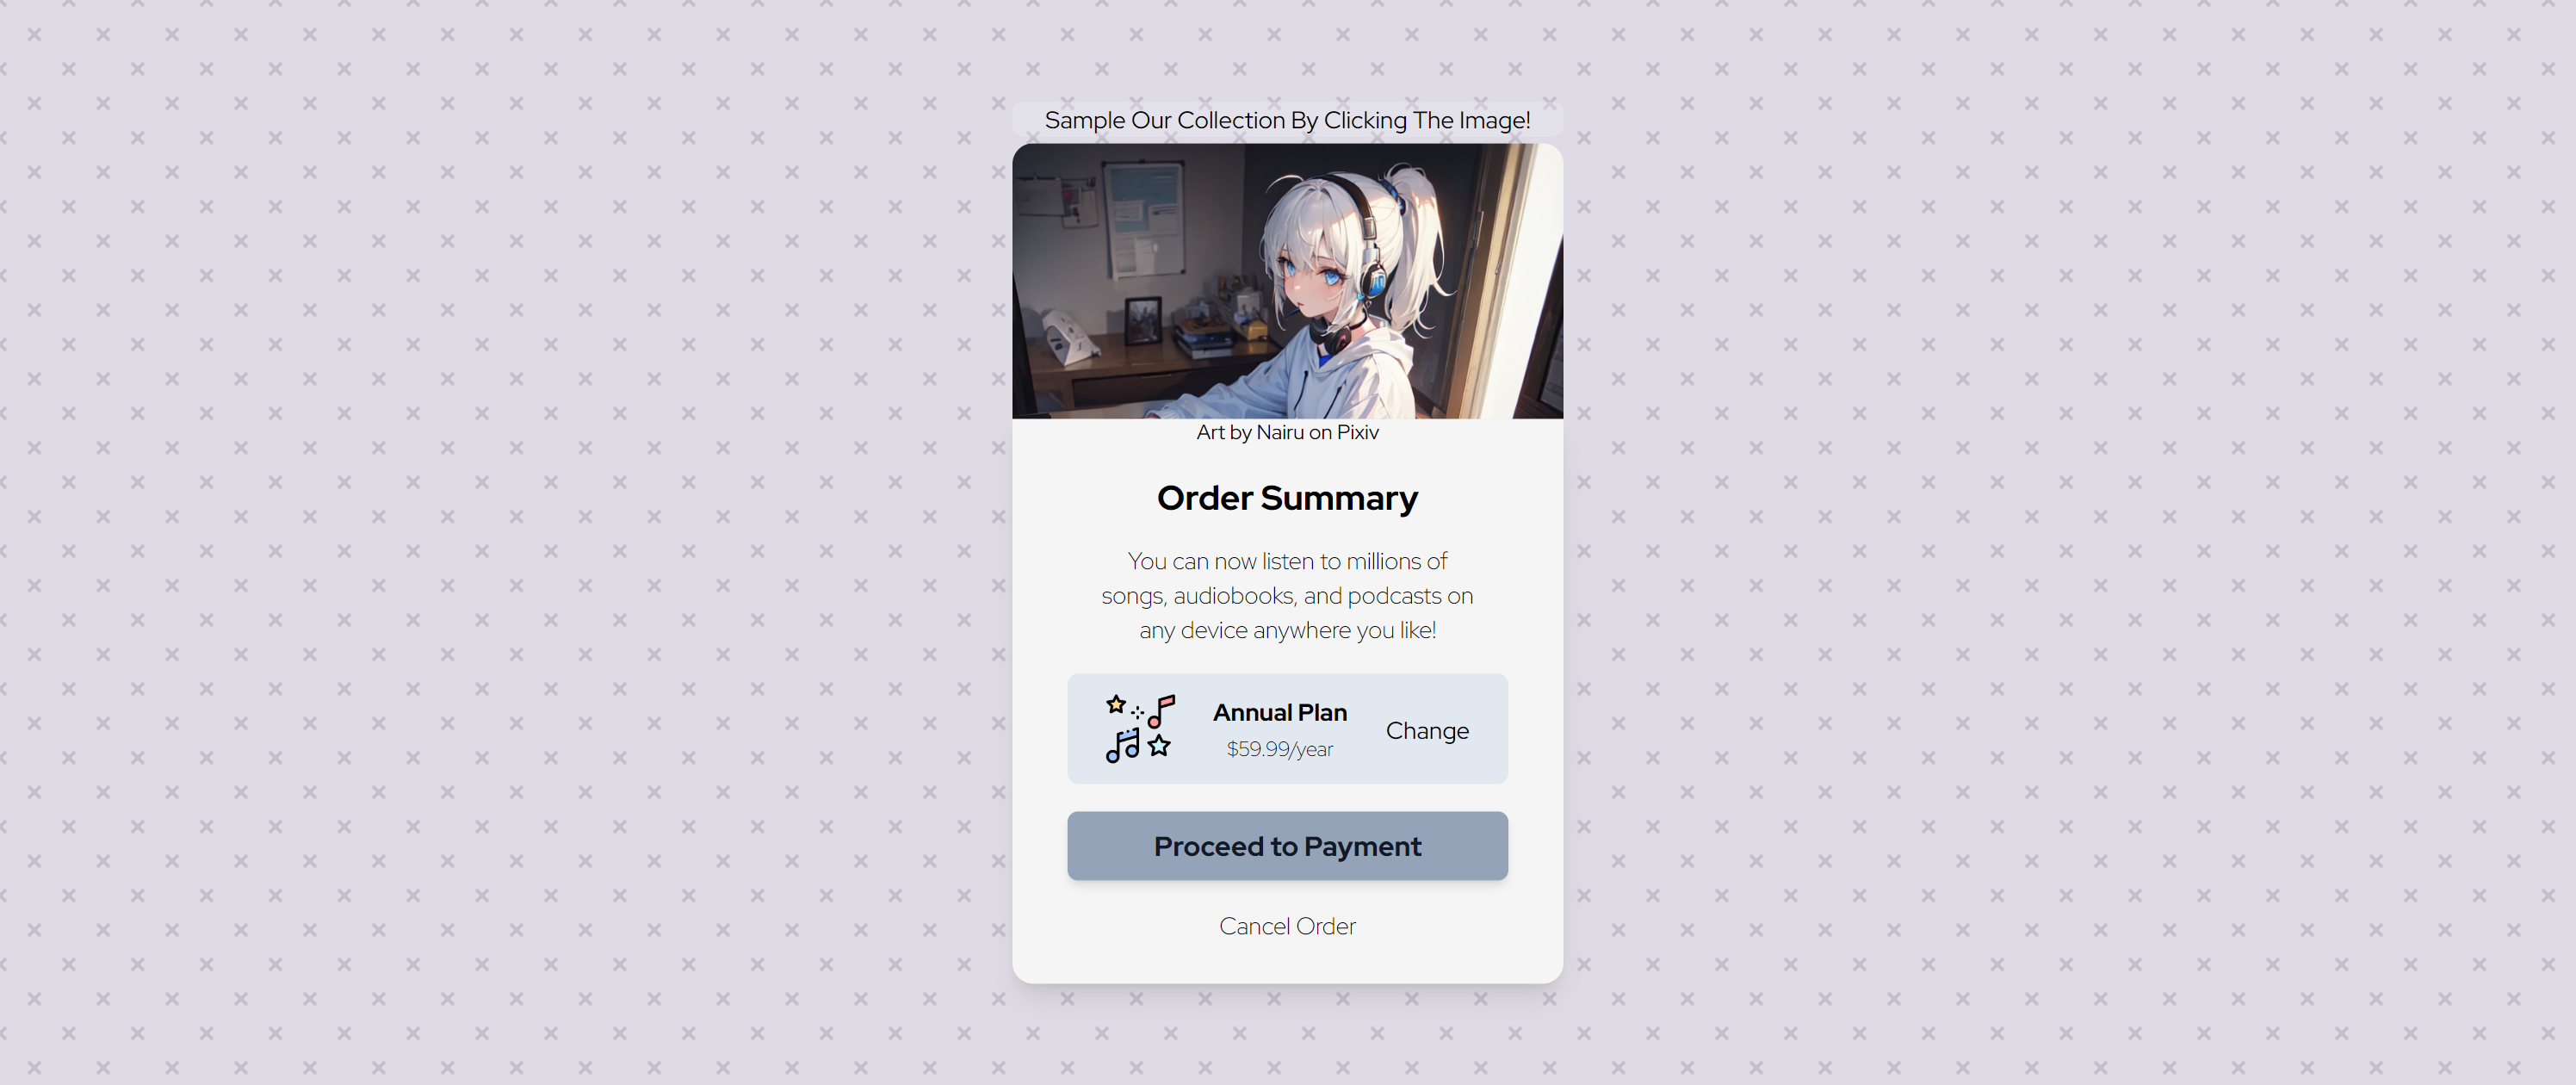 Sample Our Collection By Clicking The Image!
Art by Nairu on Pixiv
Order Summary
You can now listen to millions of
songs, audiobooks, and podcasts on
any device anywhere you like!
Annual Plan
$59.99/year
Change
Proceed to Payment
Cancel Order